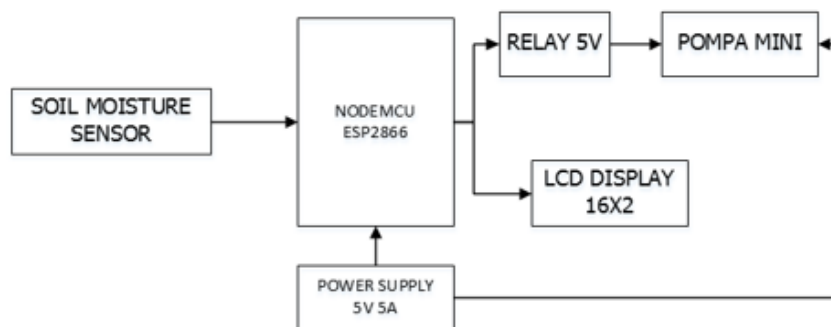 RELAY 5V
POMPA MINI
SOIL MOISTURE
SENSOR
NODEMCU
ESP2866
LCD DISPLAY
16X2
POWER SUPPLY
5V 5A